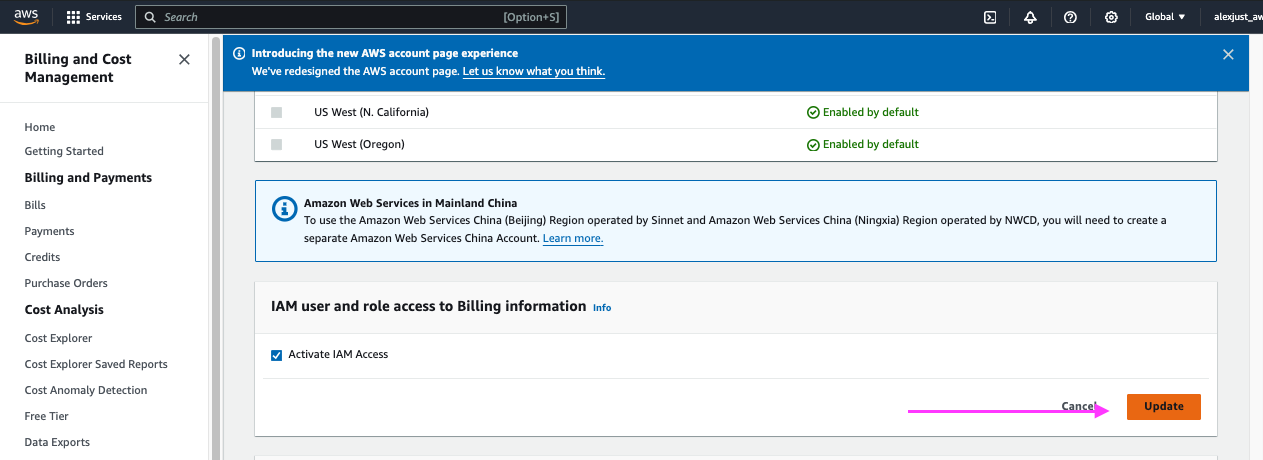 aws
Services
Search
[Option+S]
Global
alexjust_aw
Billing and Cost
Management
Home
Getting Started
Billing and Payments
Bills
Payments
Credits
Purchase Orders
Cost Analysis
Cost Explorer
Cost Explorer Saved Reports
Cost Anomaly Detection
Free Tier
Data Exports
Introducing the new AWS account page experience
We've redesigned the AWS account page. Let us know what you think.
US West (N. California)
Enabled by default
US West (Oregon)
Enabled by default
Amazon Web Services in Mainland China
To use the Amazon Web Services China (Beijing) Region operated by Sinnet and Amazon Web Services China (Ningxia) Region operated by NWCD, you will need to create a
separate Amazon Web Services China Account. Learn more.
IAM user and role access to Billing information Info
Activate IAM Access
Cancel
Update